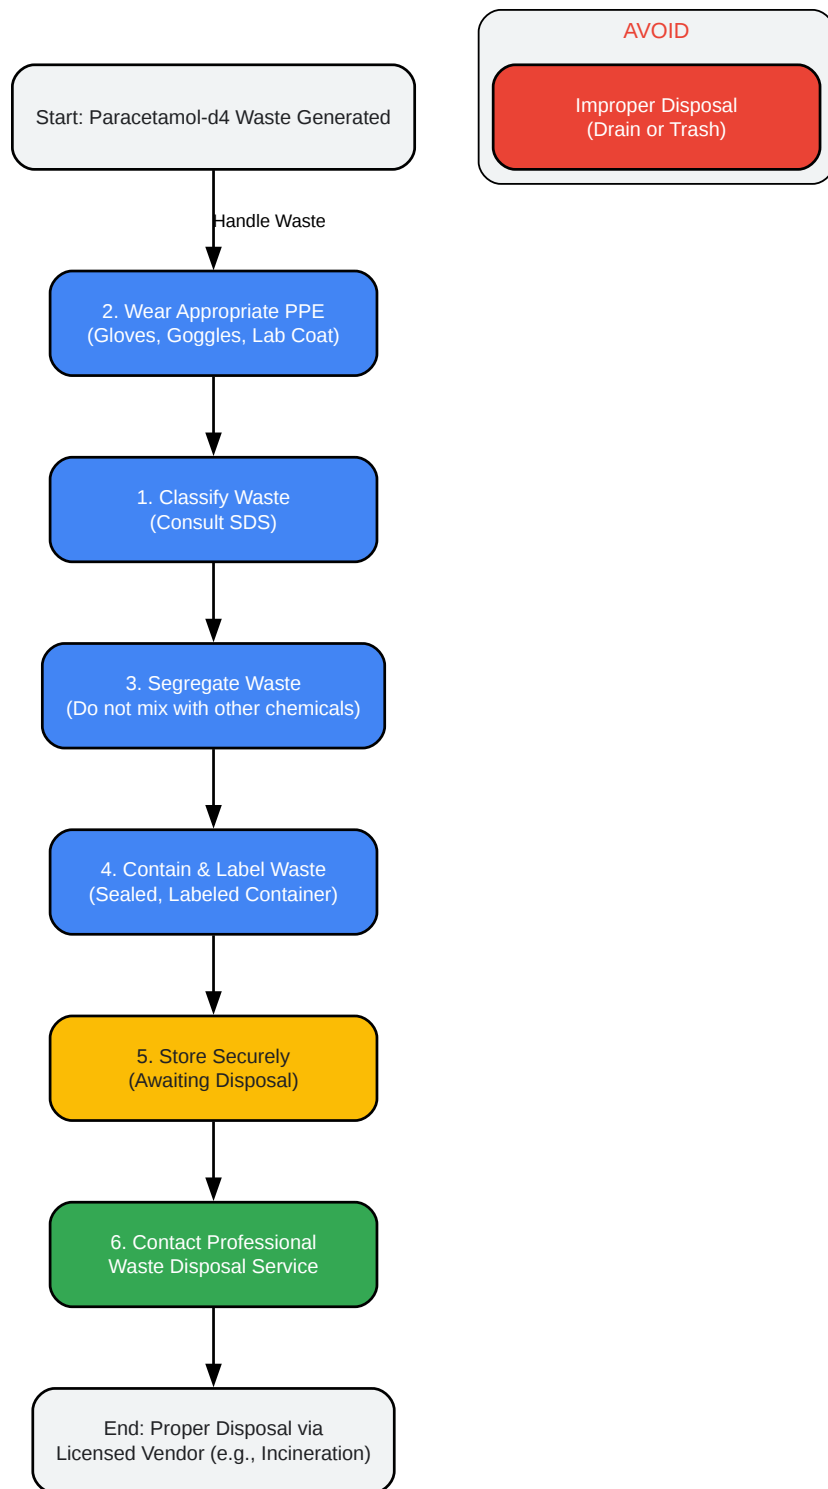 AVOID
Improper Disposal
(Drain or Trash)
Start: Paracetamol-d4 Waste Generated
Handle Waste
2. Wear Appropriate PPE
(Gloves, Goggles, Lab Coat)
1. Classify Waste
(Consult SDS)
3. Segregate Waste
(Do not mix with other chemicals)
4. Contain & Label Waste
(Sealed, Labeled Container)
5. Store Securely
(Awaiting Disposal)
6. Contact Professional
Waste Disposal Service
End: Proper Disposal via
Licensed Vendor (e.g., Incineration)